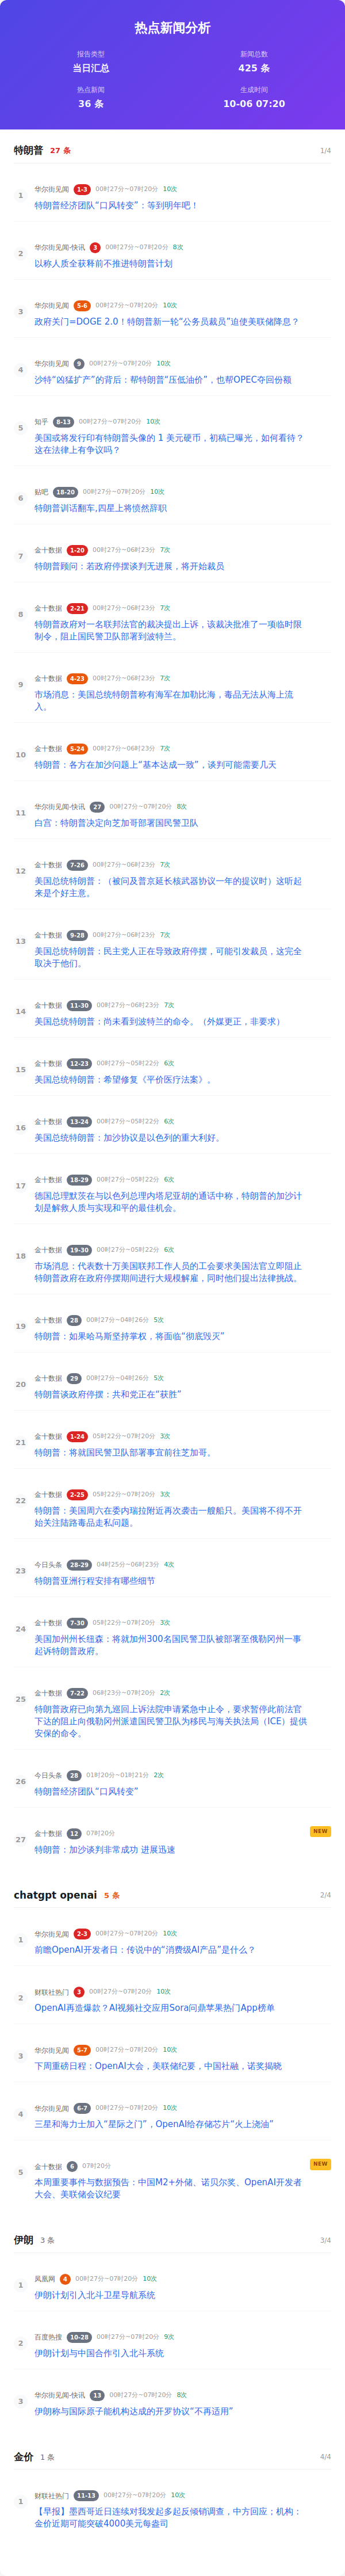 热点新闻分析
报告类型
新闻总数
当日汇总
425 条
热点新闻
生成时间
36 条
10-06 07:20
特朗普 27 条 1/4
1
华尔街见闻 1-3 00时27分~07时20分 10次
特朗普经济团队“口风转变”：等到明年吧！
2
华尔街见闻-快讯 3 00时27分~07时20分 8次
以称人质全获释前不推进特朗普计划
3
华尔街见闻 5-6 00时27分~07时20分 10次
政府关门=DOGE 2.0！特朗普新一轮“公务员裁员”迫使美联储降息？
4
华尔街见闻 9 00时27分~07时20分 10次
沙特“凶猛扩产”的背后：帮特朗普“压低油价”，也帮OPEC夺回份额
5
知乎 8-13 00时27分~07时20分 10次
美国或将发行印有特朗普头像的 1 美元硬币，初稿已曝光，如何看待？
这在法律上有争议吗？
6
贴吧 18-20 00时27分~07时20分 10次
特朗普训话翻车,四星上将愤然辞职
7
金十数据 1-20 00时27分~06时23分 7次
特朗普顾问：若政府停摆谈判无进展，将开始裁员
8
金十数据 2-21 00时27分~06时23分 7次
特朗普政府对一名联邦法官的裁决提出上诉，该裁决批准了一项临时限
制令，阻止国民警卫队部署到波特兰。
9
金十数据 4-23 00时27分~06时23分 7次
市场消息：美国总统特朗普称有海军在加勒比海，毒品无法从海上流
入。
10
金十数据 5-24 00时27分~06时23分 7次
特朗普：各方在加沙问题上“基本达成一致”，谈判可能需要几天
11
华尔街见闻-快讯 27 00时27分~07时20分 8次
白宫：特朗普决定向芝加哥部署国民警卫队
12
金十数据 7-26 00时27分~06时23分 7次
美国总统特朗普：（被问及普京延长核武器协议一年的提议时）这听起
来是个好主意。
13
金十数据 9-28 00时27分~06时23分 7次
美国总统特朗普：民主党人正在导致政府停摆，可能引发裁员，这完全
取决于他们。
14
金十数据 11-30 00时27分~06时23分 7次
美国总统特朗普：尚未看到波特兰的命令。（外媒更正，非要求）
15
金十数据 12-23 00时27分~05时22分 6次
美国总统特朗普：希望修复《平价医疗法案》。
16
金十数据 13-24 00时27分~05时22分 6次
美国总统特朗普：加沙协议是以色列的重大利好。
17
金十数据 18-29 00时27分~05时22分 6次
德国总理默茨在与以色列总理内塔尼亚胡的通话中称，特朗普的加沙计
划是解救人质与实现和平的最佳机会。
18
金十数据 19-30 00时27分~05时22分 6次
市场消息：代表数十万美国联邦工作人员的工会要求美国法官立即阻止
特朗普政府在政府停摆期间进行大规模解雇，同时他们提出法律挑战。
19
金十数据 28 00时27分~04时26分 5次
特朗普：如果哈马斯坚持掌权，将面临“彻底毁灭”
20
金十数据 29 00时27分~04时26分 5次
特朗普谈政府停摆：共和党正在“获胜”
21
金十数据 1-24 05时22分~07时20分 3次
特朗普：将就国民警卫队部署事宜前往芝加哥。
22
金十数据 2-25 05时22分~07时20分 3次
特朗普：美国周六在委内瑞拉附近再次袭击一艘船只。美国将不得不开
始关注陆路毒品走私问题。
23
今日头条 28-29 04时25分~06时23分 4次
特朗普亚洲行程安排有哪些细节
24
金十数据 7-30 05时22分~07时20分 3次
美国加州州长纽森：将就加州300名国民警卫队被部署至俄勒冈州一事
起诉特朗普政府。
25
金十数据 7-22 06时23分~07时20分 2次
特朗普政府已向第九巡回上诉法院申请紧急中止令，要求暂停此前法官
下达的阻止向俄勒冈州派遣国民警卫队为移民与海关执法局（ICE）提供
安保的命令。
26
今日头条 28 01时20分~01时21分 2次
特朗普经济团队“口风转变”
27
金十数据 12 07时20分 NEW
特朗普：加沙谈判非常成功 进展迅速
chatgpt openai 5 条 2/4
1
华尔街见闻 2-3 00时27分~07时20分 10次
前瞻OpenAI开发者日：传说中的“消费级AI产品”是什么？
2
财联社热门 3 00时27分~07时20分 10次
OpenAI再造爆款？AI视频社交应用Sora问鼎苹果热门App榜单
3
华尔街见闻 5-7 00时27分~07时20分 10次
下周重磅日程：OpenAI大会，美联储纪要，中国社融，诺奖揭晓
4
华尔街见闻 6-7 00时27分~07时20分 10次
三星和海力士加入“星际之门”，OpenAI给存储芯片“火上浇油”
5
金十数据 6 07时20分 NEW
本周重要事件与数据预告：中国M2+外储、诺贝尔奖、OpenAI开发者
大会、美联储会议纪要
伊朗 3 条 3/4
1
凤凰网 4 00时27分~07时20分 10次
伊朗计划引入北斗卫星导航系统
2
百度热搜 10-28 00时27分~07时20分 9次
伊朗计划与中国合作引入北斗系统
3
华尔街见闻-快讯 13 00时27分~07时20分 8次
伊朗称与国际原子能机构达成的开罗协议“不再适用”
金价 1 条 4/4
1
财联社热门 11-13 00时27分~07时20分 10次
【早报】墨西哥近日连续对我发起多起反倾销调查，中方回应；机构：
金价近期可能突破4000美元每盎司